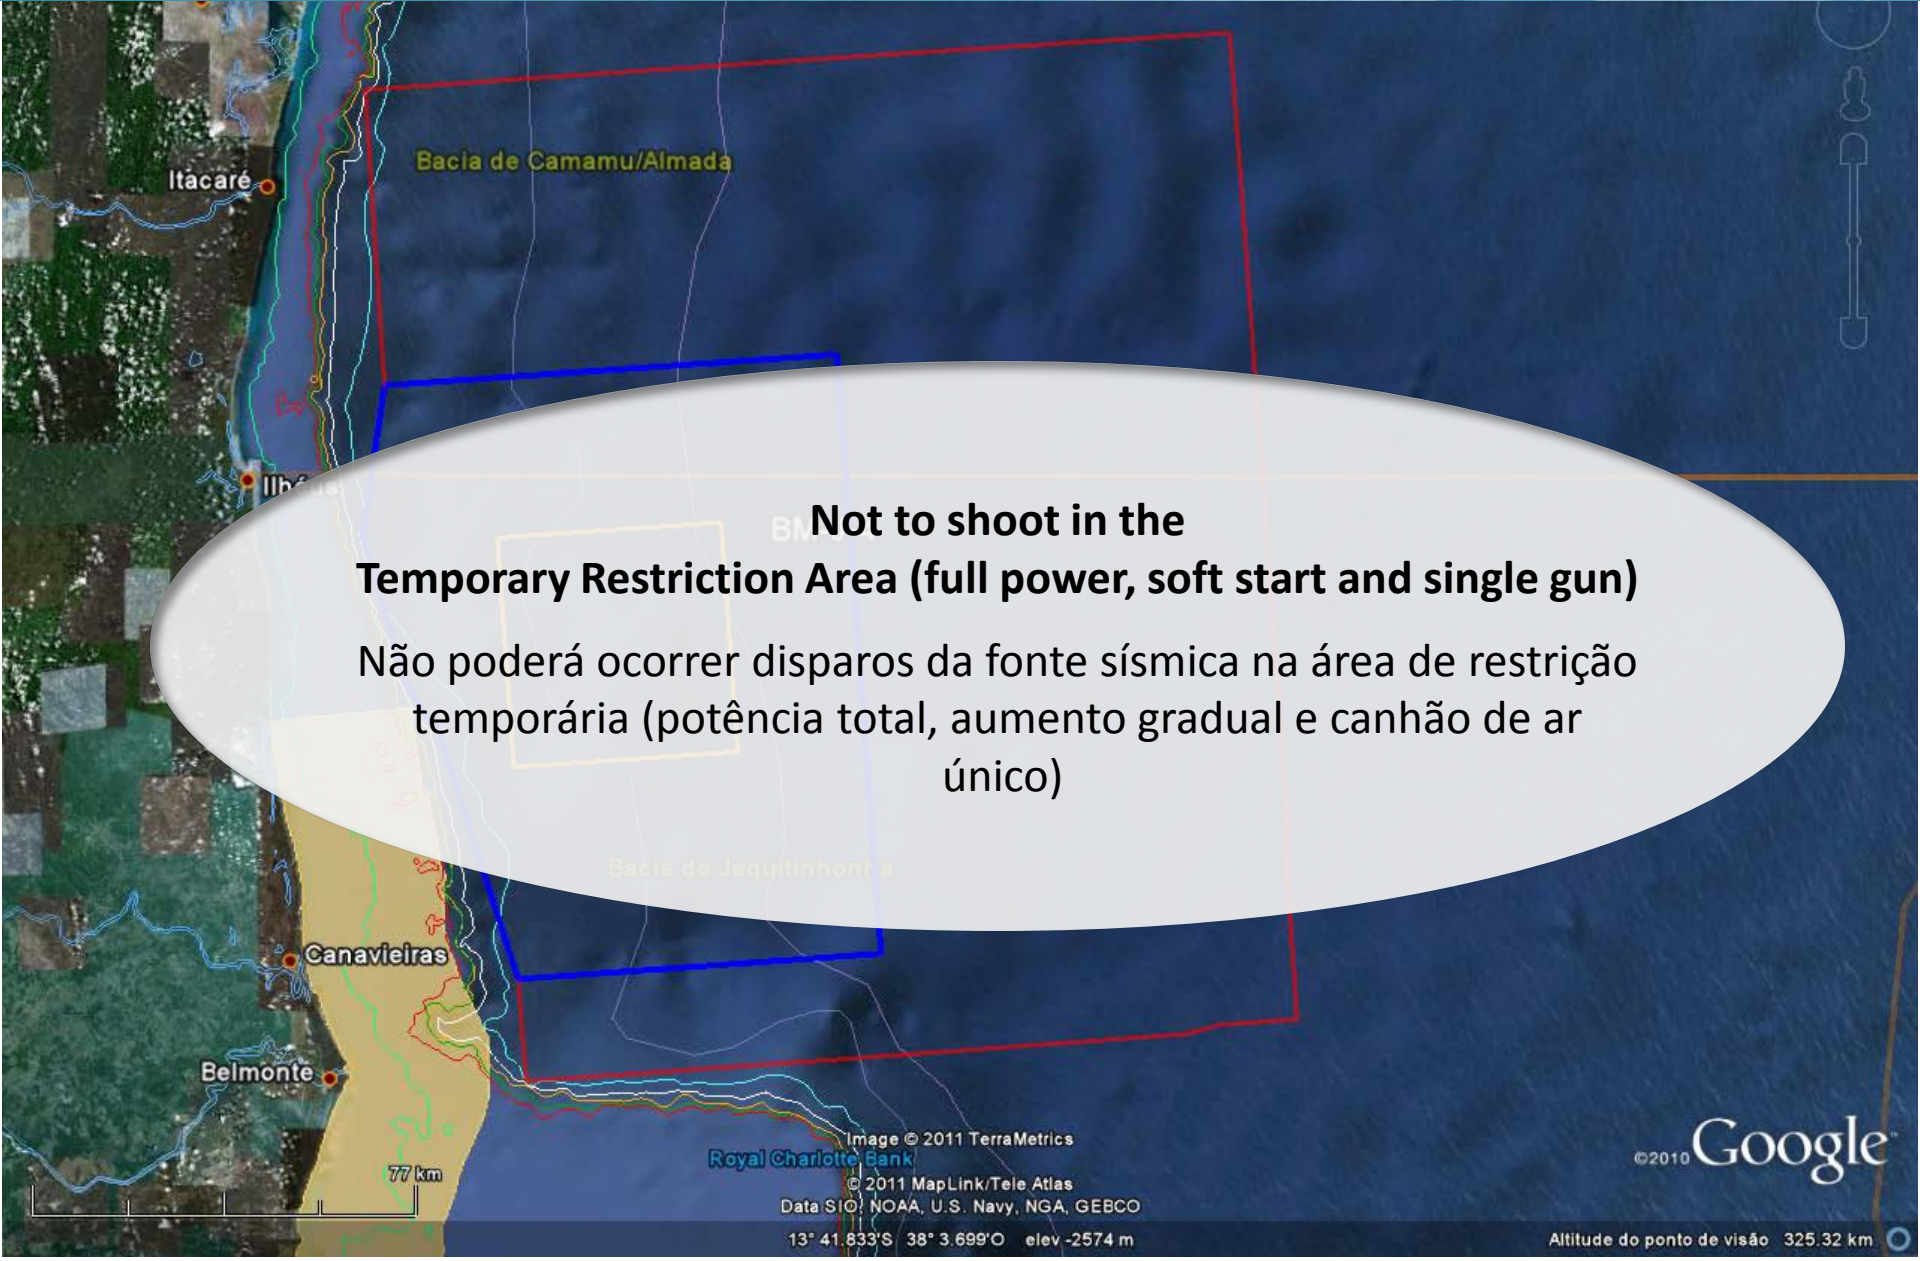 Bacia de Camamu/Almada
Itacaré
Ilhéus
Not to shoot in the
Temporary Restriction Area (full power, soft start and single gun)
Não poderá ocorrer disparos da fonte sísmica na área de restrição
temporária (potência total, aumento gradual e canhão de ar
único)
Bacia de Jequitinhonha
Canavieiras
Belmonte
77 km
Image © 2011 TerraMetrics
Royal Charlotte Bank
© 2011 MapLink/Tele Atlas
Data SIO, NOAA, U.S. Navy, NGA, GEBCO
©2010 Google
13° 41.833'S 38° 3.699'O elev -2574 m
Altitude do ponto de visão 325.32 km